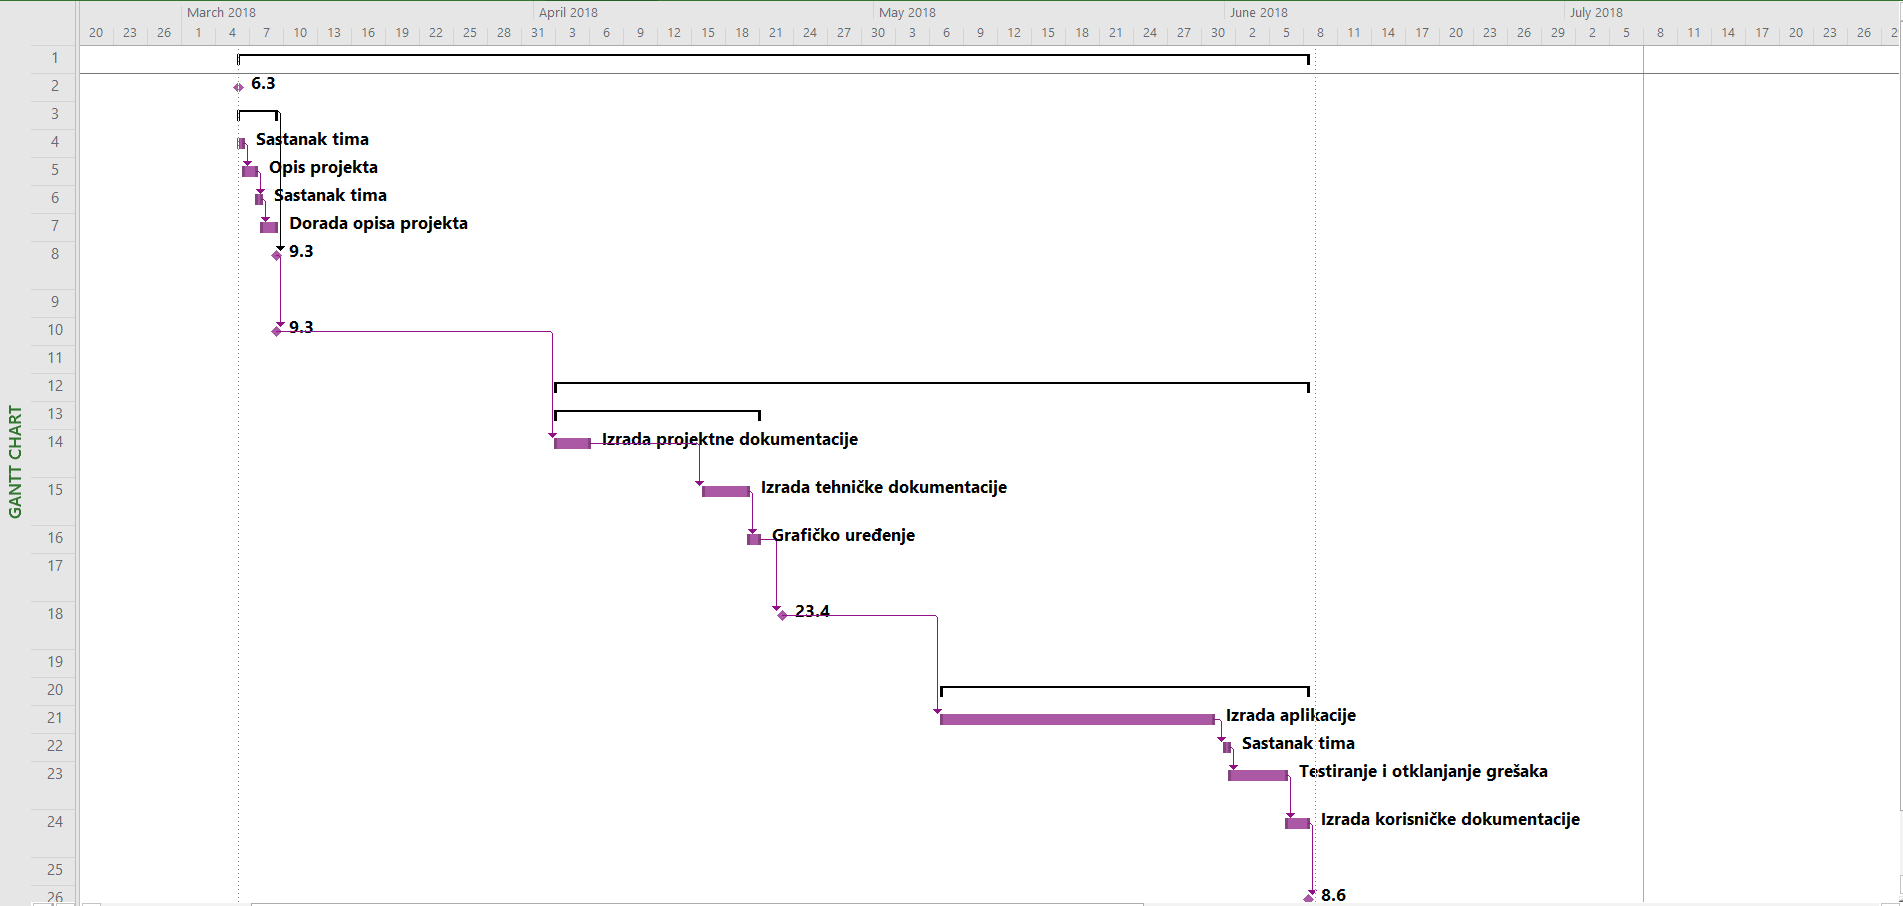 March 2018 April 2018 May 2018 June 2018 July 2018
20 23 26 1 4 7 10 13 16 19 22 25 28 31 3 6 9 12 15 18 21 24 27 30 3 6 9 12 15 18 21 24 27 30 2 5 8 11 14 17 20 23 26 29 2 5 8 11 14 17 20 23 26
GANTT CHART
1
2 6.3
3
4 Sastanak tima
5 Opis projekta
6 Sastanak tima
7 Dorada opisa projekta
8 9.3
9
10 9.3
11
12
13
14 Izrada projektne dokumentacije
15 Izrada tehničke dokumentacije
16 Grafičko uređenje
17
18 23.4
19
20
21 Izrada aplikacije
22 Sastanak tima
23 Testiranje i otklanjanje grešaka
24 Izrada korisničke dokumentacije
25
26 8.6